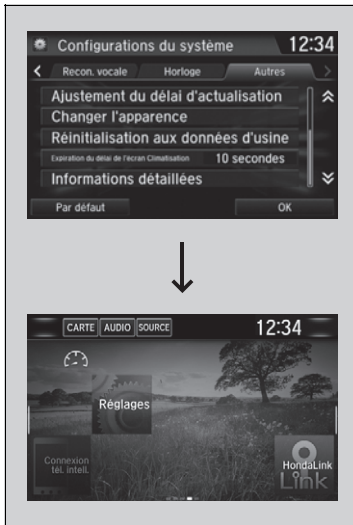 Configurations du système 12:34
Recon. vocale Horloge Autres
Ajustement du délai d'actualisation
Changer l'apparence
Réinitialisation aux données d'usine
Expiration du délai de l'écran Climatisation 10 secondes
Informations détaillées
Par défaut OK
CARTE AUDIO SOURCE 12:34
Réglages
Connexion
tél. intell.
HondaLink
Link